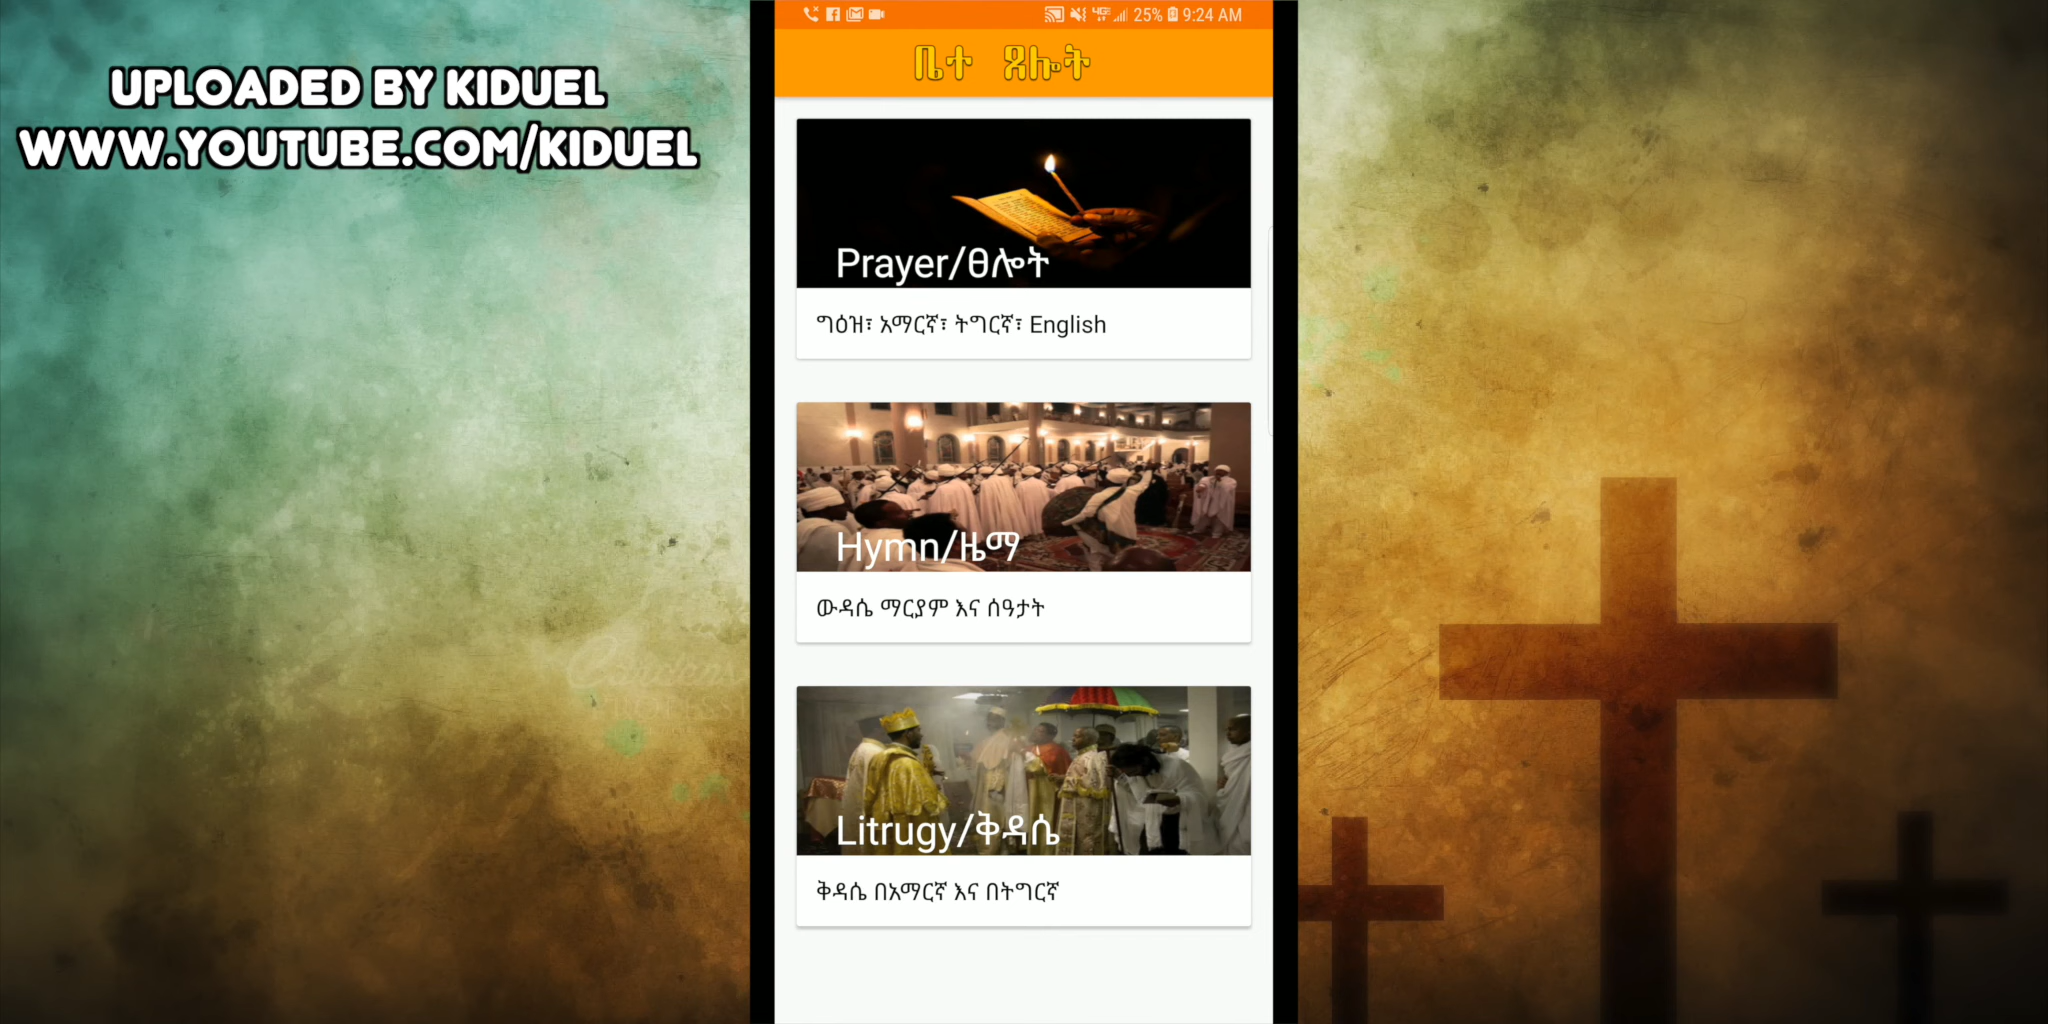 UPLOADED BY KIDUEL
WWW.YOUTUBE.COM/KIDUEL
25% 9:24 AM
ቤተ ጸሎት
Prayer/ፀሎት
ግዕዝ፣ አማርኛ፣ ትግርኛ፣ English
Hymn/ዜማ
ውዳሴ ማርያም እና ሰዓታት
Litrugy/ቅዳሴ
ቅዳሴ በአማርኛ እና በትግርኛ